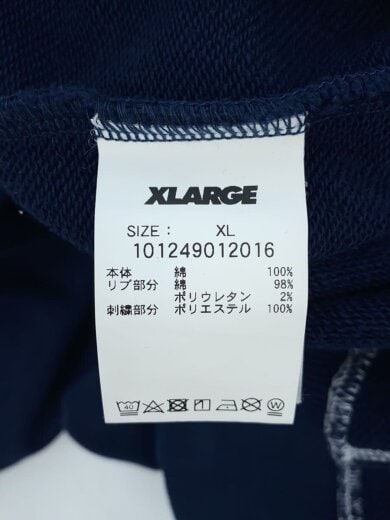 XLARGE
SIZE: XL
101249012016
本体 綿 100%
リブ部分 綿 98%
ポリウレタン 2%
刺繍部分 ポリエステル 100%
40 W